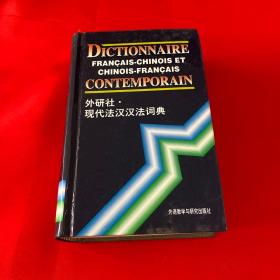 DICTIONNAIRE
FRANÇAIS-CHINOIS ET
CHINOIS-FRANÇAIS
CONTEMPORAIN
外研社·
现代法汉汉法词典
外语教学与研究出版社